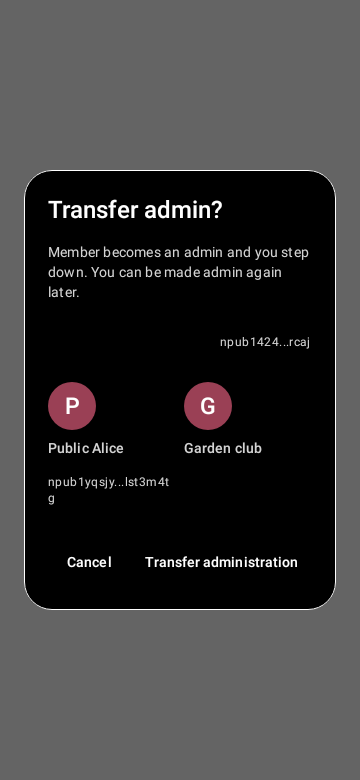 Transfer admin?
Member becomes an admin and you step
down. You can be made admin again
later.
npub1424...rcaj
P
G
Public Alice
Garden club
npub1yqsjy...lst3m4t
g
Cancel
Transfer administration